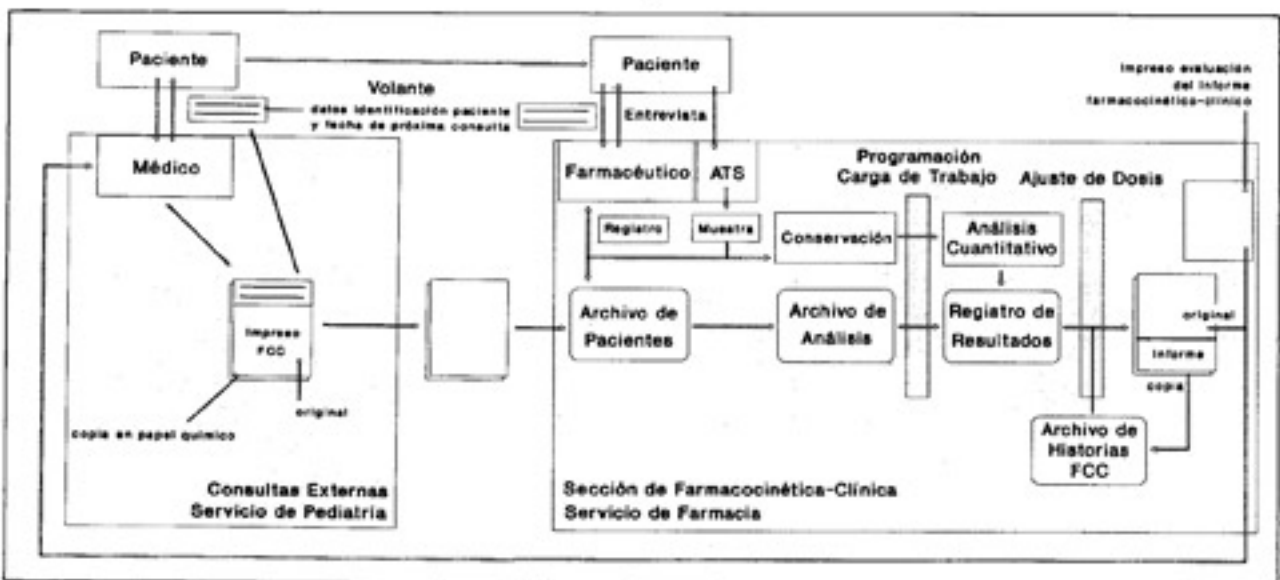 Paciente
Paciente
Impreso evaluación
del informe
farmacocinético-clínico
Volante
datos identificación paciente
y fecha de próxima consulta
Entrevista
Médico
Farmacéutico
ATS
Programación
Carga de Trabajo
Ajuste de Dosis
Registro
Muestra
Conservación
Análisis
Cuantitativo
Impreso
FCC
Archivo de
Pacientes
Archivo de
Análisis
Registro de
Resultados
original
Informe
copia
original
copia en papel químico
Archivo de
Historias
FCC
Consultas Externas
Servicio de Pediatría
Sección de Farmacocinética-Clínica
Servicio de Farmacia